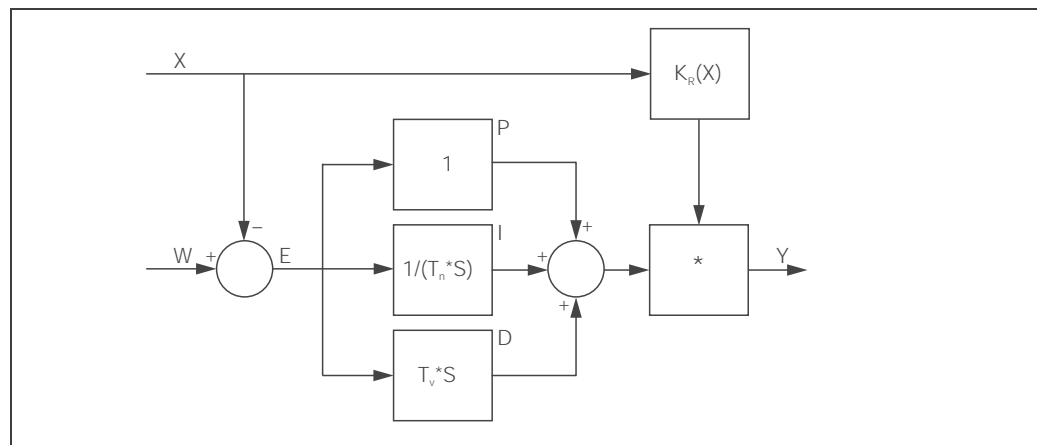 X
K_R(X)
P
1
+
−
W
+
E
I
1/(T_n*S)
+
*
Y
+
D
T_v*S